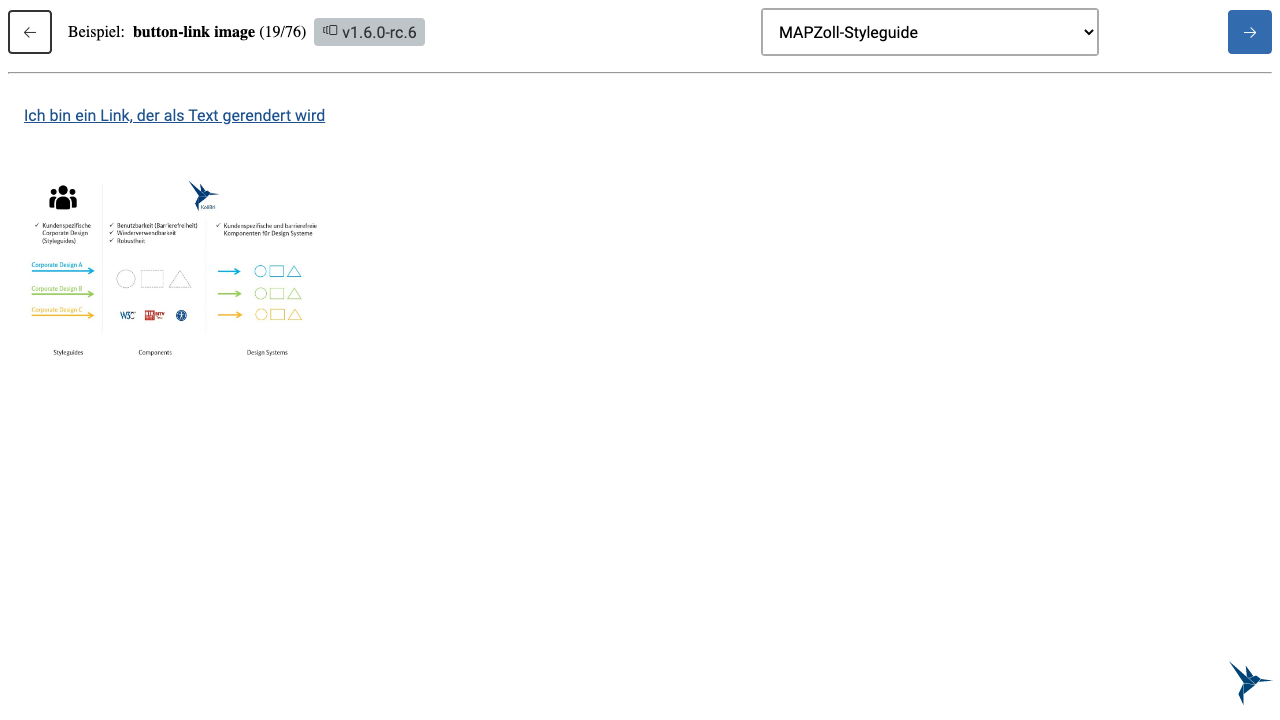 Beispiel: button-link image (19/76) v1.6.0-rc.6 MAPZoll-Styleguide
Ich bin ein Link, der als Text gerendert wird
KoliBri
✓ Kundenspezifische
Corporate Design
(Styleguides)
✓ Benutzbarkeit (Barrierefreiheit)
✓ Wiederverwendbarkeit
✓ Robustheit
✓ Kundenspezifische und barrierefreie
Komponenten für Design Systeme
Corporate Design A
Corporate Design B
Corporate Design C
W3C
BITV
Styleguides
Components
Design Systems